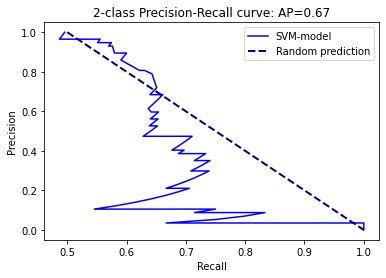 2-class Precision-Recall curve: AP=0.67
SVM-model
Random prediction
Precision
1.0
0.8
0.6
0.4
0.2
0.0
0.5 0.6 0.7 0.8 0.9 1.0
Recall